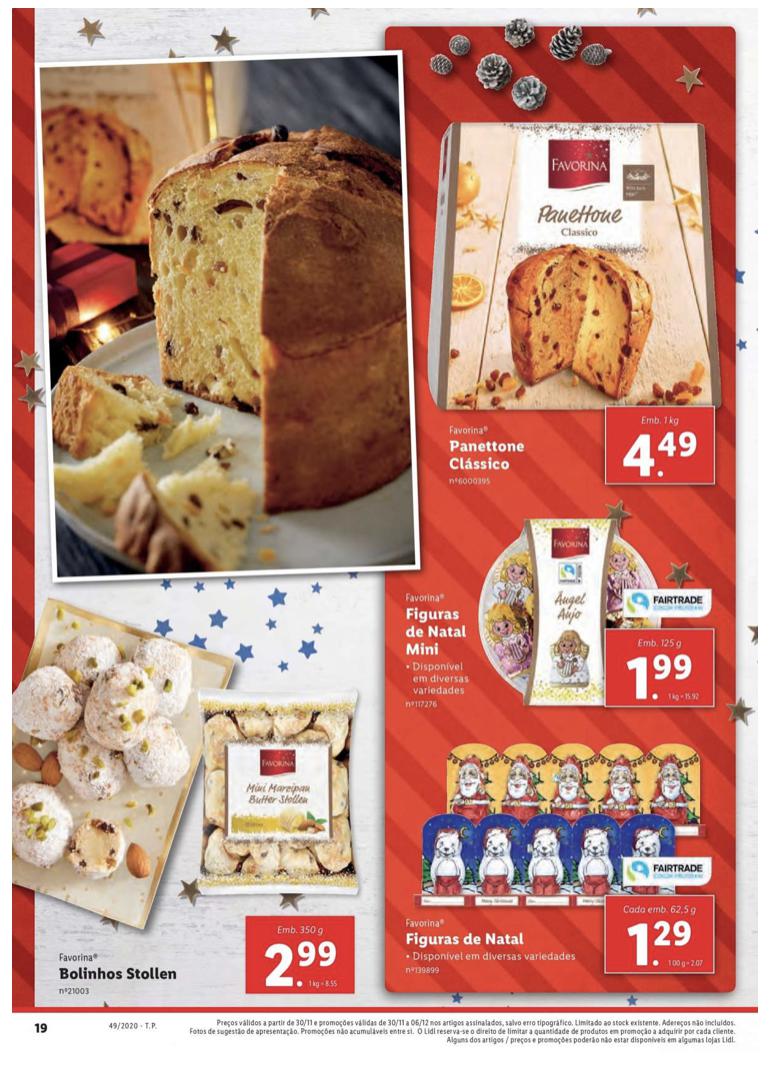 FAVORINA
Panettone
Classico
Favorina®
Panettone
Clássico
nº6000395
Emb. 1 kg
4.49
FAVORINA
Angel
Anjo
Favorina®
Figuras
de Natal
Mini
• Disponível
em diversas
variedades
nº117276
FAIRTRADE
Emb. 125 g
1.99
1 kg = 15.92
FAVORINA
Mini Marzipan
Butter Stollen
Favorina®
Bolinhos Stollen
nº21003
Emb. 350 g
2.99
1 kg = 8.55
FAIRTRADE
Favorina®
Figuras de Natal
• Disponível em diversas variedades
nº139899
Cada emb. 62,5 g
1.29
100 g = 2.07
19
49/2020 - T.P.
Preços válidos a partir de 30/11 e promoções válidas de 30/11 a 06/12 nos artigos assinalados, salvo erro tipográfico. Limitado ao stock existente. Adereços não incluídos.
Fotos de sugestão de apresentação. Promoções não acumuláveis entre si. O Lidl reserva-se o direito de limitar a quantidade de produtos em promoção a adquirir por cada cliente.
Alguns dos artigos / preços e promoções poderão não estar disponíveis em algumas lojas Lidl.